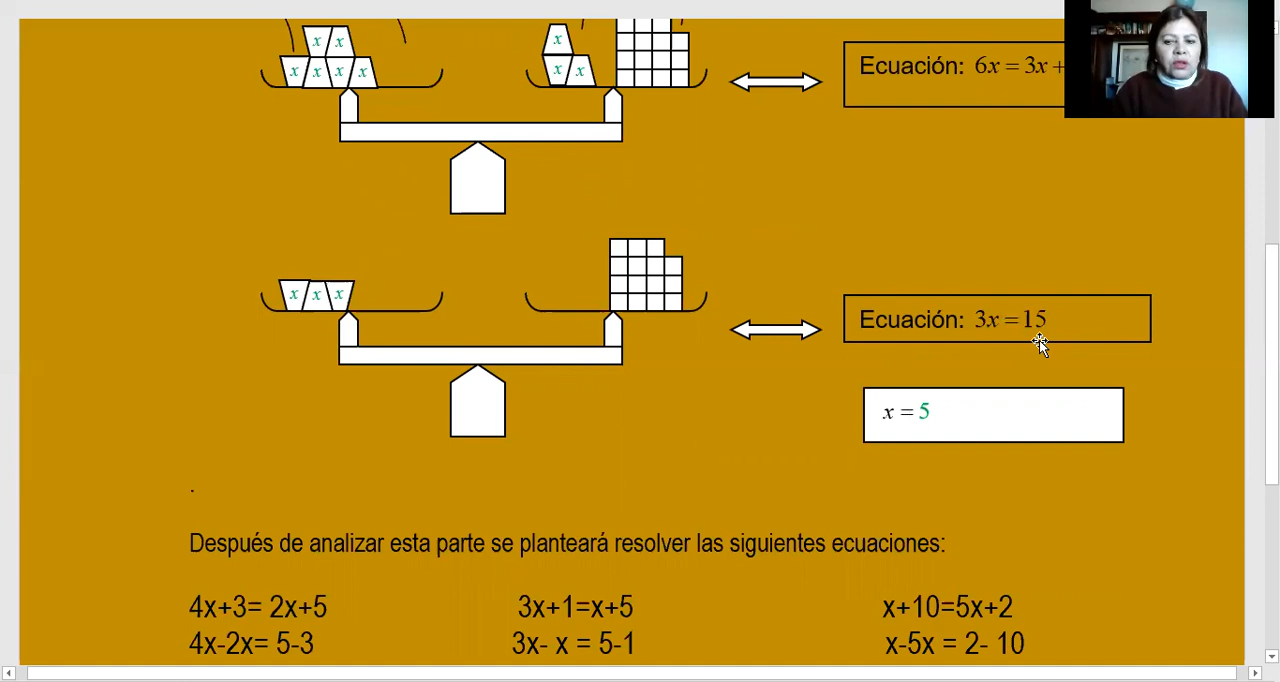 x x
x x x x
x
x x
Ecuación: 6x = 3x +
x x x
Ecuación: 3x = 15
x = 5
.
Después de analizar esta parte se planteará resolver las siguientes ecuaciones:
4x+3= 2x+5 3x+1=x+5 x+10=5x+2
4x-2x= 5-3 3x- x = 5-1 x-5x = 2- 10